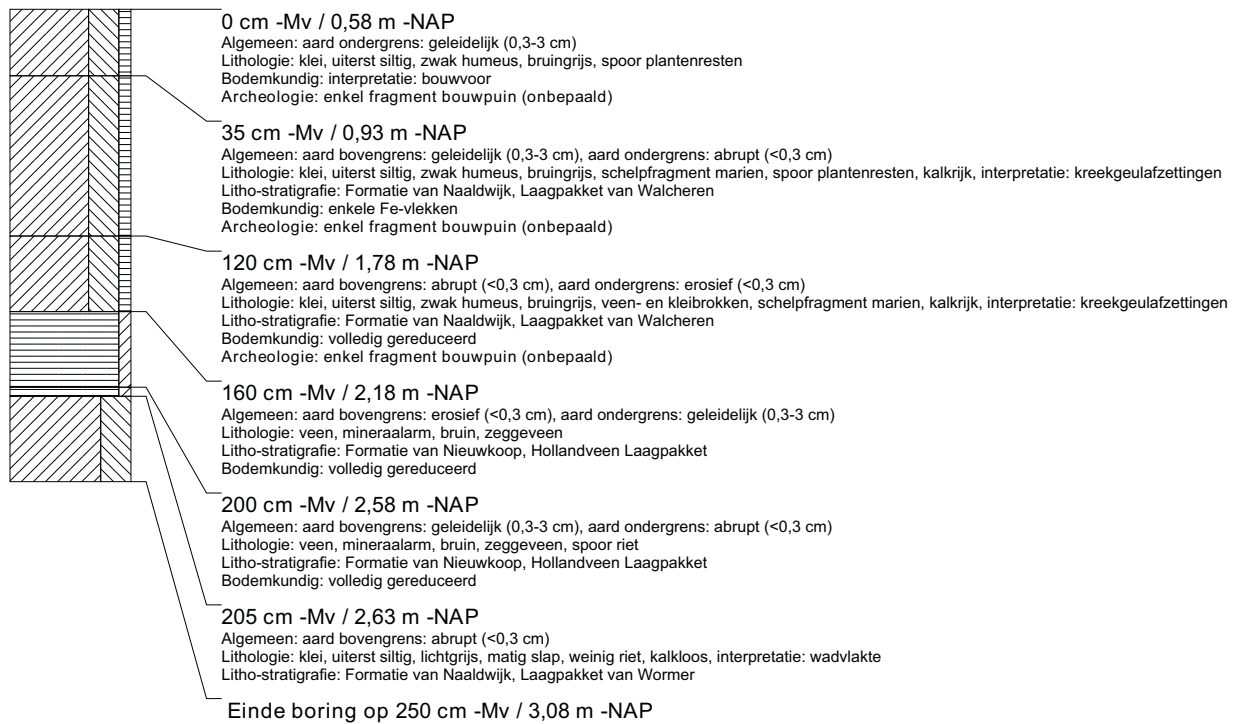 0 cm -Mv / 0,58 m -NAP
Algemeen: aard ondergrens: geleidelijk (0,3-3 cm)
Lithologie: klei, uiterst siltig, zwak humeus, bruingrijs, spoor plantenresten
Bodemkundig: interpretatie: bouwvoor
Archeologie: enkel fragment bouwpuin (onbepaald)
35 cm -Mv / 0,93 m -NAP
Algemeen: aard bovengrens: geleidelijk (0,3-3 cm), aard ondergrens: abrupt (<0,3 cm)
Lithologie: klei, uiterst siltig, zwak humeus, bruingrijs, schelpfragment marien, spoor plantenresten, kalkrijk, interpretatie: kreekgeulafzettingen
Litho-stratigrafie: Formatie van Naaldwijk, Laagpakket van Walcheren
Bodemkundig: enkele Fe-vlekken
Archeologie: enkel fragment bouwpuin (onbepaald)
120 cm -Mv / 1,78 m -NAP
Algemeen: aard bovengrens: abrupt (<0,3 cm), aard ondergrens: erosief (<0,3 cm)
Lithologie: klei, uiterst siltig, zwak humeus, bruingrijs, veen- en kleibrokken, schelpfragment marien, kalkrijk, interpretatie: kreekgeulafzettingen
Litho-stratigrafie: Formatie van Naaldwijk, Laagpakket van Walcheren
Bodemkundig: volledig gereduceerd
Archeologie: enkel fragment bouwpuin (onbepaald)
160 cm -Mv / 2,18 m -NAP
Algemeen: aard bovengrens: erosief (<0,3 cm), aard ondergrens: geleidelijk (0,3-3 cm)
Lithologie: veen, mineraalarm, bruin, zeggeveen
Litho-stratigrafie: Formatie van Nieuwkoop, Hollandveen Laagpakket
Bodemkundig: volledig gereduceerd
200 cm -Mv / 2,58 m -NAP
Algemeen: aard bovengrens: geleidelijk (0,3-3 cm), aard ondergrens: abrupt (<0,3 cm)
Lithologie: veen, mineraalarm, bruin, zeggeveen, spoor riet
Litho-stratigrafie: Formatie van Nieuwkoop, Hollandveen Laagpakket
Bodemkundig: volledig gereduceerd
205 cm -Mv / 2,63 m -NAP
Algemeen: aard bovengrens: abrupt (<0,3 cm)
Lithologie: klei, uiterst siltig, lichtgrijs, matig slap, weinig riet, kalkloos, interpretatie: wadvlakte
Litho-stratigrafie: Formatie van Naaldwijk, Laagpakket van Wormer
Einde boring op 250 cm -Mv / 3,08 m -NAP